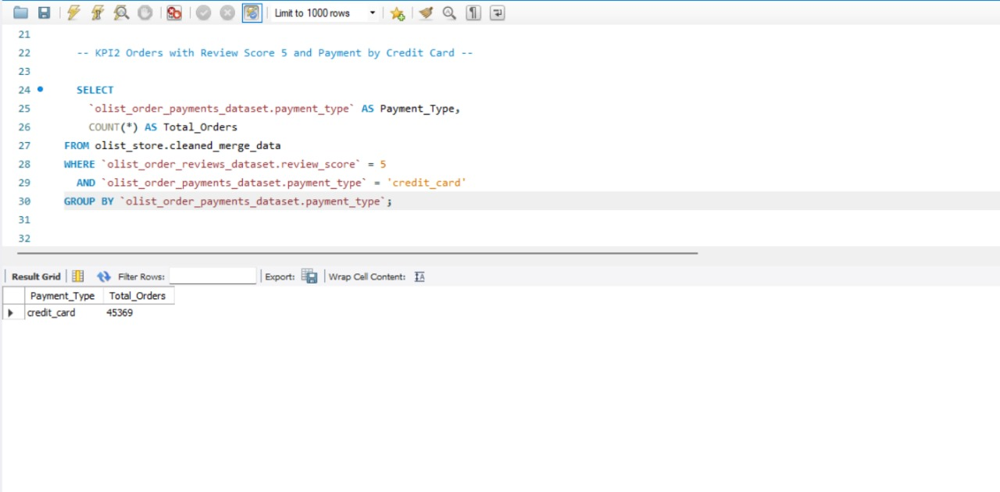 Limit to 1000 rows
21
22 -- KPI2 Orders with Review Score 5 and Payment by Credit Card --
23
24 SELECT
25 `olist_order_payments_dataset.payment_type` AS Payment_Type,
26 COUNT(*) AS Total_Orders
27 FROM olist_store.cleaned_merge_data
28 WHERE `olist_order_reviews_dataset.review_score` = 5
29 AND `olist_order_payments_dataset.payment_type` = 'credit_card'
30 GROUP BY `olist_order_payments_dataset.payment_type`;
31
32
Result Grid Filter Rows: Export: Wrap Cell Content:
Payment_Type Total_Orders
credit_card 45369